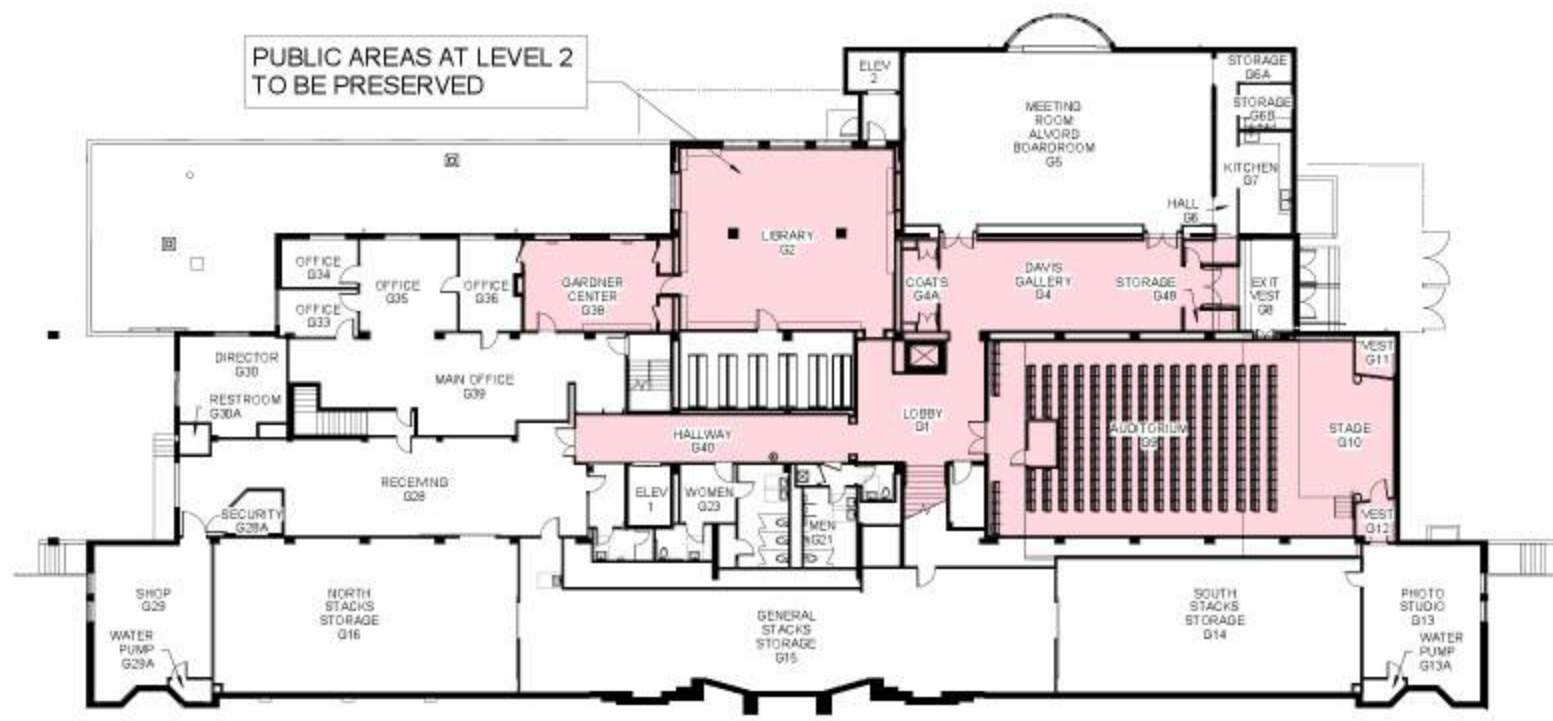 PUBLIC AREAS AT LEVEL 2
TO BE PRESERVED
ELEV
2
MEETING
ROOM
ALVORD
BOARDROOM
G5
STORAGE
G6A
STORAGE
G6B
KITCHEN
G7
HALL
G6
LIBRARY
G2
OFFICE
G34
OFFICE
G35
OFFICE
G36
OFFICE
G33
GARDNER
CENTER
G38
COATS
G4A
DAVIS
GALLERY
G4
STORAGE
G4B
EXIT
VEST
G8
DIRECTOR
G30
RESTROOM
G30A
MAIN OFFICE
G39
VEST
G11
LOBBY
G1
HALLWAY
G40
AUDITORIUM
G9
STAGE
G10
RECEIVING
G28
SECURITY
G28A
ELEV
1
WOMEN
G23
MEN
G21
VEST
G12
SHOP
G29
WATER
PUMP
G29A
NORTH
STACKS
STORAGE
G16
GENERAL
STACKS
STORAGE
G15
SOUTH
STACKS
STORAGE
G14
PHOTO
STUDIO
G13
WATER
PUMP
G13A